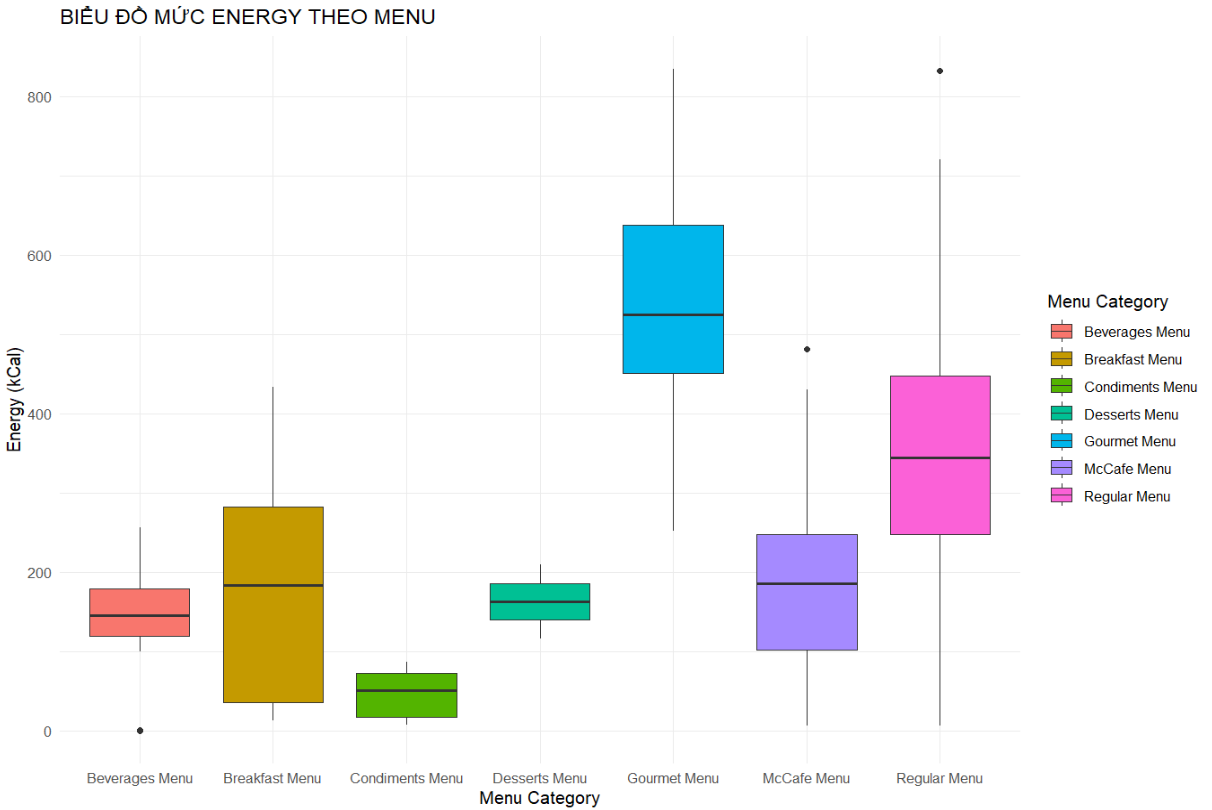 BIỂU ĐỒ MỨC ENERGY THEO MENU
Energy (kCal)
800
600
400
200
0
Beverages Menu
Breakfast Menu
Condiments Menu
Desserts Menu
Gourmet Menu
McCafe Menu
Regular Menu
Menu Category
Menu Category
Beverages Menu
Breakfast Menu
Condiments Menu
Desserts Menu
Gourmet Menu
McCafe Menu
Regular Menu